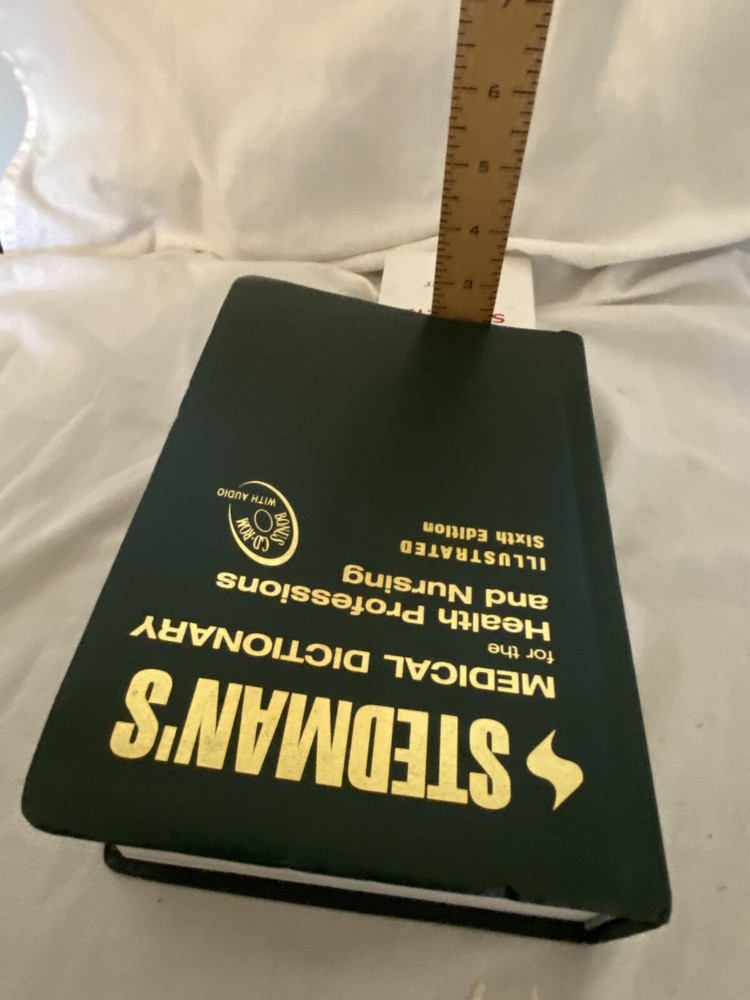 STEDMAN'S
MEDICAL DICTIONARY
for the
Health Professions
and Nursing
ILLUSTRATED
Sixth Edition
BONUS
CD-ROM
WITH AUDIO
7
6
5
4
3